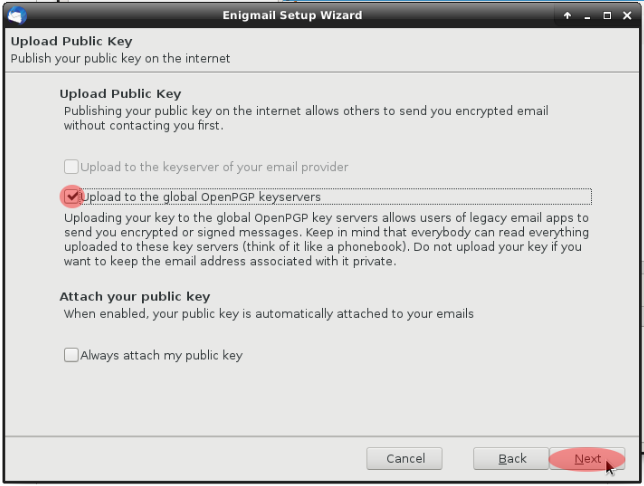 Enigmail Setup Wizard
Upload Public Key
Publish your public key on the internet
Upload Public Key
Publishing your public key on the internet allows others to send you encrypted email
without contacting you first.
Upload to the keyserver of your email provider
Upload to the global OpenPGP keyservers
Uploading your key to the global OpenPGP key servers allows users of legacy email apps to
send you encrypted or signed messages. Keep in mind that everybody can read everything
uploaded to these key servers (think of it like a phonebook). Do not upload your key if you
want to keep the email address associated with it private.
Attach your public key
When enabled, your public key is automatically attached to your emails
Always attach my public key
Cancel Back Next